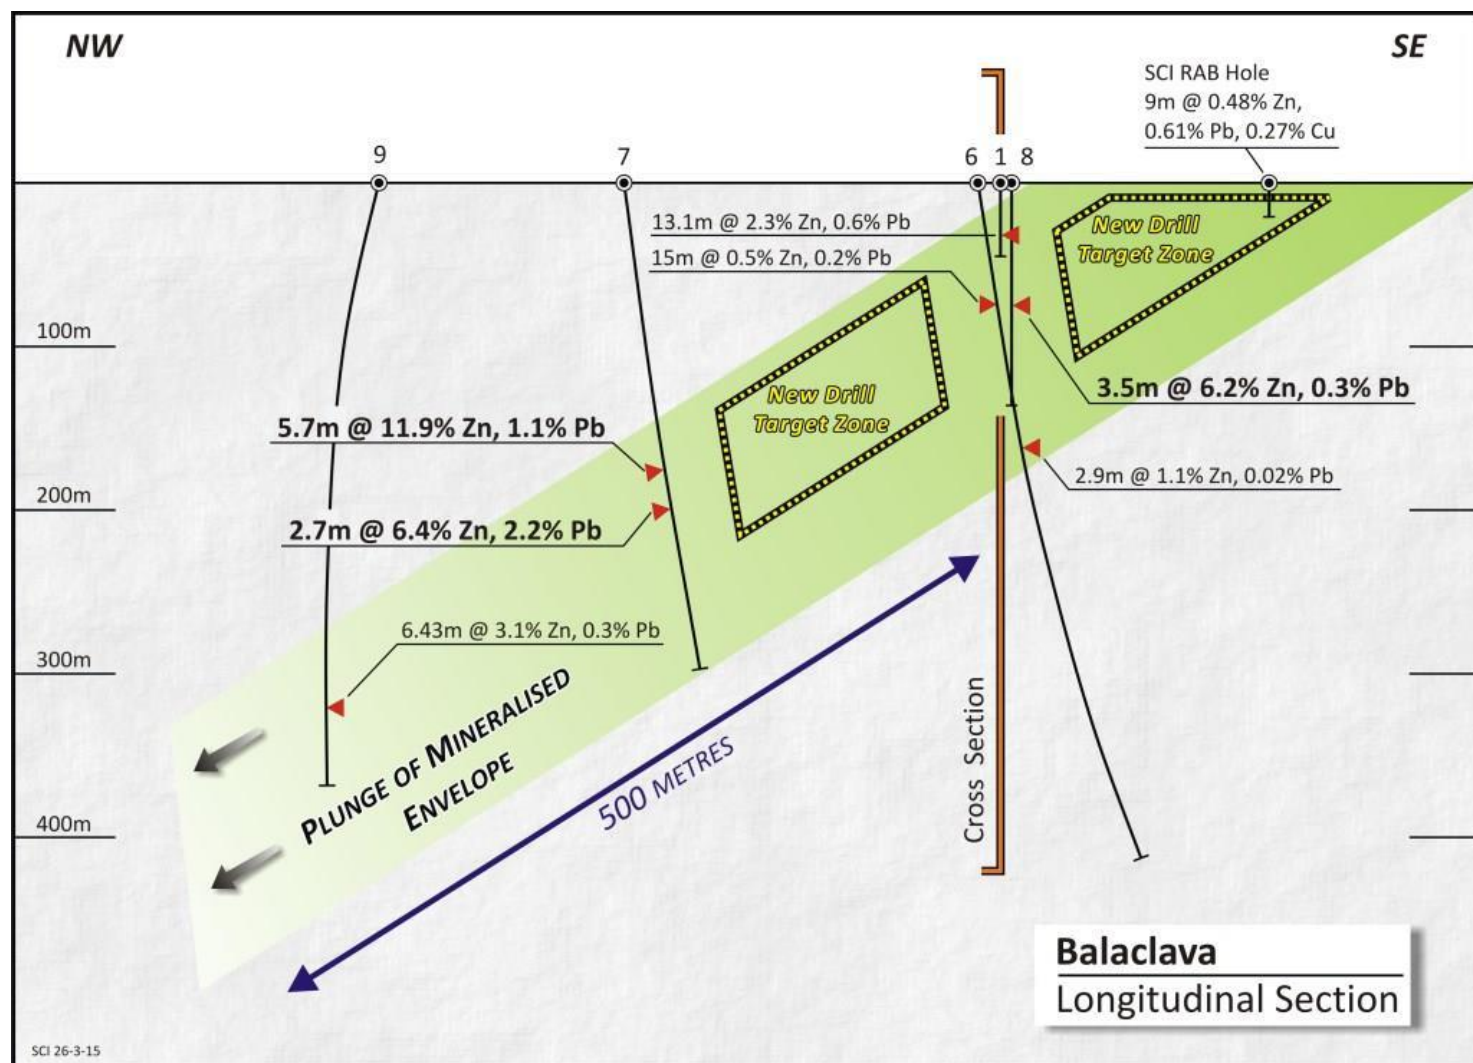 NW
SE
SCI RAB Hole
9m @ 0.48% Zn,
0.61% Pb, 0.27% Cu
9
7
6
1
8
13.1m @ 2.3% Zn, 0.6% Pb
15m @ 0.5% Zn, 0.2% Pb
New Drill
Target Zone
100m
New Drill
Target Zone
3.5m @ 6.2% Zn, 0.3% Pb
5.7m @ 11.9% Zn, 1.1% Pb
2.9m @ 1.1% Zn, 0.02% Pb
200m
2.7m @ 6.4% Zn, 2.2% Pb
6.43m @ 3.1% Zn, 0.3% Pb
300m
PLUNGE OF MINERALISED
ENVELOPE
500 METRES
Cross Section
400m
Balaclava
Longitudinal Section
SCI 26-3-15